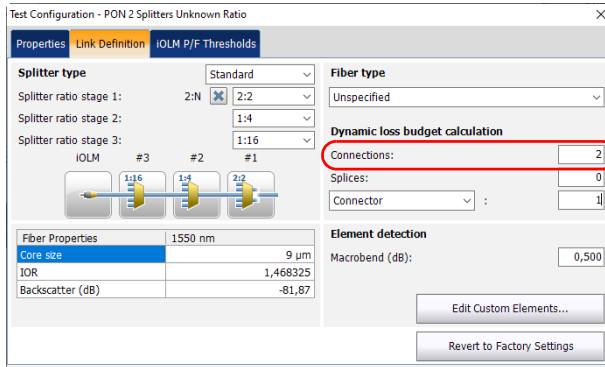 Test Configuration - PON 2 Splitters Unknown Ratio
Properties Link Definition iOLM P/F Thresholds
Splitter type Standard
Splitter ratio stage 1: 2:N 2:2
Splitter ratio stage 2: 1:4
Splitter ratio stage 3: 1:16
iOLM #3 #2 #1
1:16 1:4 2:2
Fiber Properties 1550 nm
Core size 9 µm
IOR 1,468325
Backscatter (dB) -81,87
Fiber type
Unspecified
Dynamic loss budget calculation
Connections: 2
Splices: 0
Connector : 1
Element detection
Macrobend (dB): 0,500
Edit Custom Elements...
Revert to Factory Settings